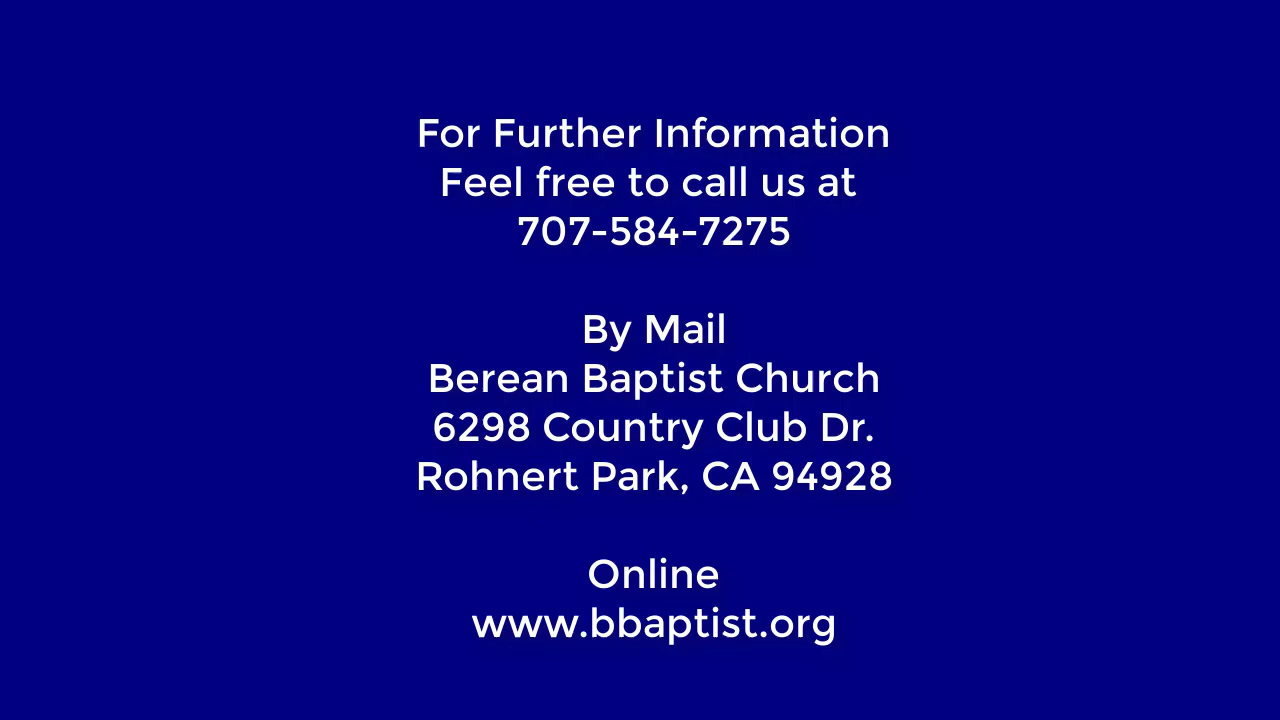 For Further Information
Feel free to call us at
707-584-7275
By Mail
Berean Baptist Church
6298 Country Club Dr.
Rohnert Park, CA 94928
Online
www.bbaptist.org